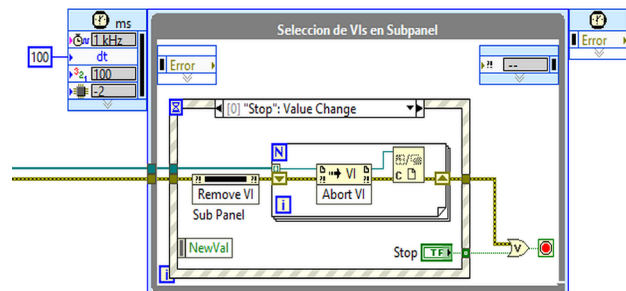 ms
Seleccion de VIs en Subpanel
1 kHz
Error
--
Error
100
dt
100
-2
[0] "Stop": Value Change
N
Remove VI
Abort VI
C
Sub Panel
i
NewVal
Stop
TF
V
i